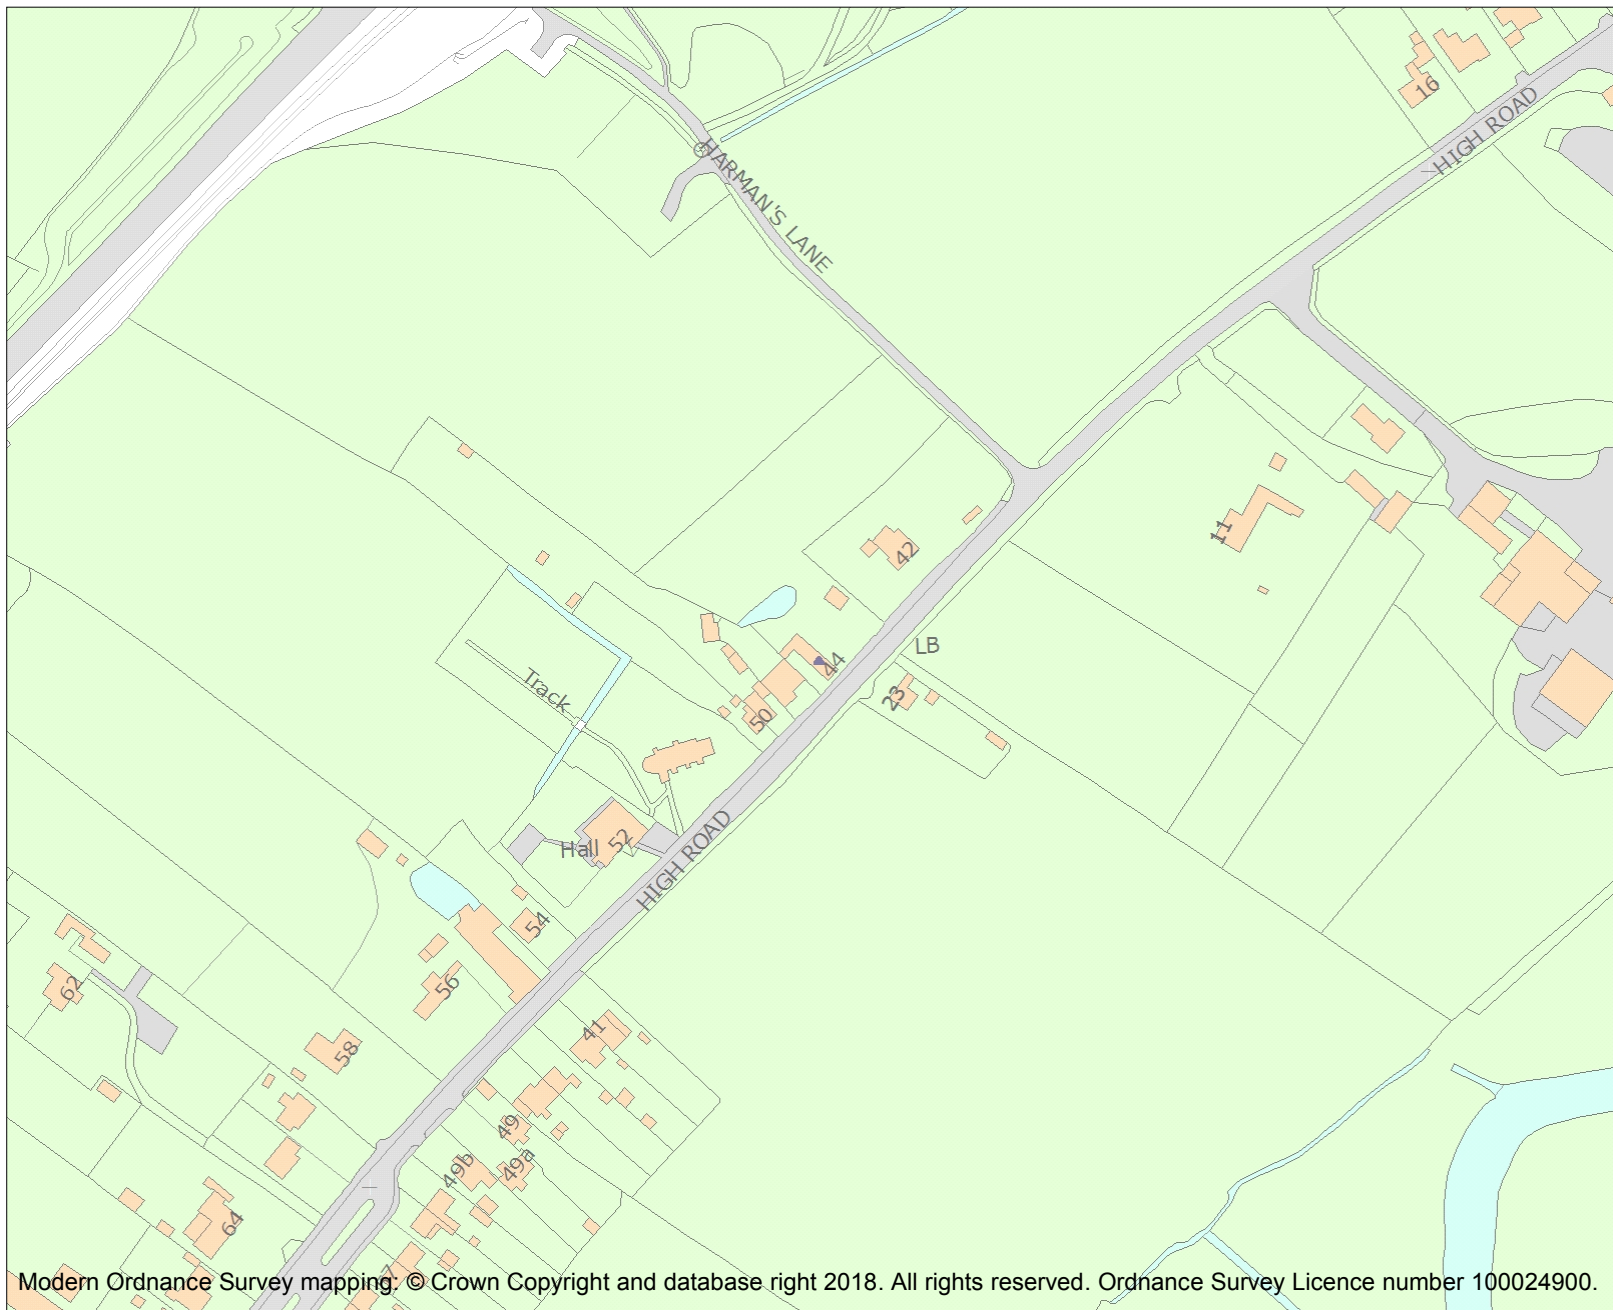 16
HIGH ROAD
HARMAN'S LANE
11
42
LB
44
23
Track
50
52
Hall
HIGH ROAD
54
56
62
41
58
49
49b
49a
64
Modern Ordnance Survey mapping: © Crown Copyright and database right 2018. All rights reserved. Ordnance Survey Licence number 100024900.